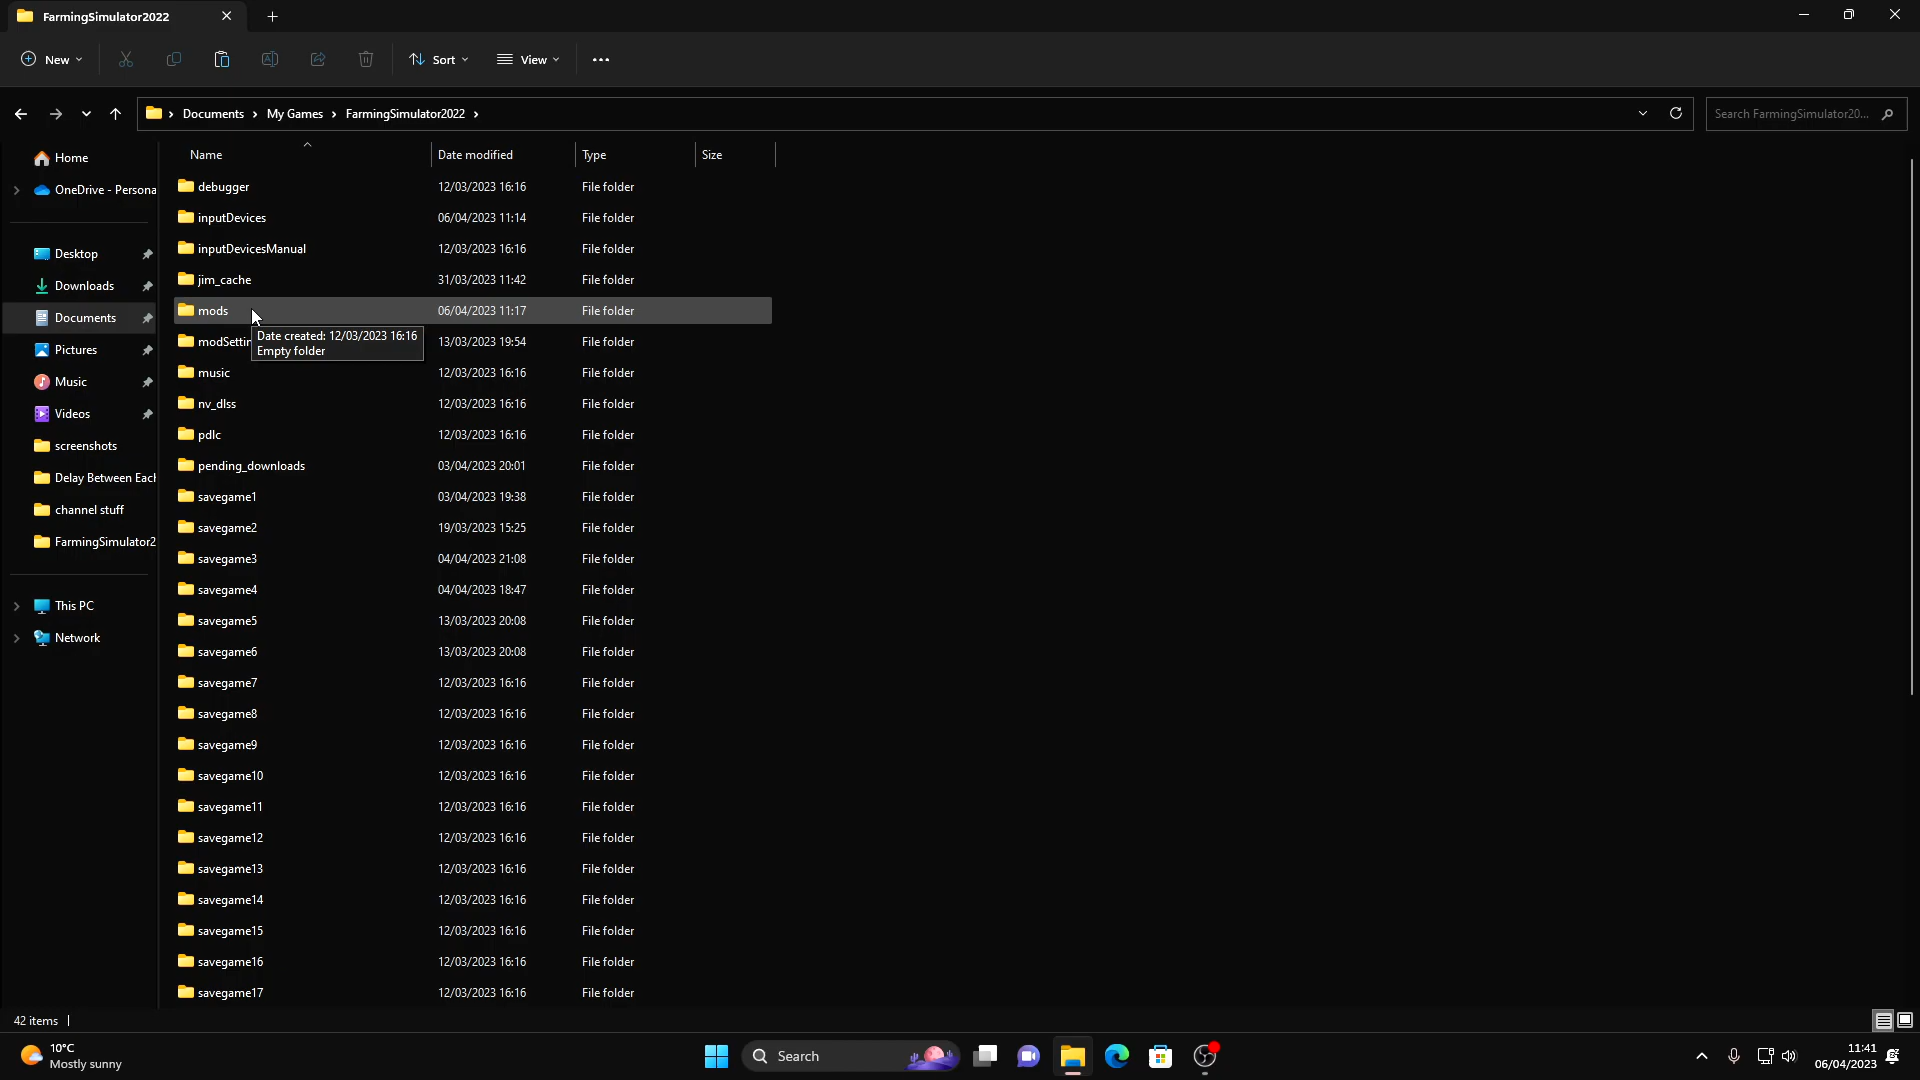 FarmingSimulator2022
New
Sort
View
Documents > My Games > FarmingSimulator2022 >
Search FarmingSimulator20...
Name Date modified Type Size
Home
OneDrive - Persona
Desktop
Downloads
Documents
Pictures
Music
Videos
screenshots
Delay Between Each
channel stuff
FarmingSimulator2
This PC
Network
debugger 12/03/2023 16:16 File folder
inputDevices 06/04/2023 11:14 File folder
inputDevicesManual 12/03/2023 16:16 File folder
jim_cache 31/03/2023 11:42 File folder
mods 06/04/2023 11:17 File folder
Date created: 12/03/2023 16:16
Empty folder
modSettin 13/03/2023 19:54 File folder
music 12/03/2023 16:16 File folder
nv_dlss 12/03/2023 16:16 File folder
pdlc 12/03/2023 16:16 File folder
pending_downloads 03/04/2023 20:01 File folder
savegame1 03/04/2023 19:38 File folder
savegame2 19/03/2023 15:25 File folder
savegame3 04/04/2023 21:08 File folder
savegame4 04/04/2023 18:47 File folder
savegame5 13/03/2023 20:08 File folder
savegame6 13/03/2023 20:08 File folder
savegame7 12/03/2023 16:16 File folder
savegame8 12/03/2023 16:16 File folder
savegame9 12/03/2023 16:16 File folder
savegame10 12/03/2023 16:16 File folder
savegame11 12/03/2023 16:16 File folder
savegame12 12/03/2023 16:16 File folder
savegame13 12/03/2023 16:16 File folder
savegame14 12/03/2023 16:16 File folder
savegame15 12/03/2023 16:16 File folder
savegame16 12/03/2023 16:16 File folder
savegame17 12/03/2023 16:16 File folder
42 items
10°C
Mostly sunny
Search
11:41
06/04/2023